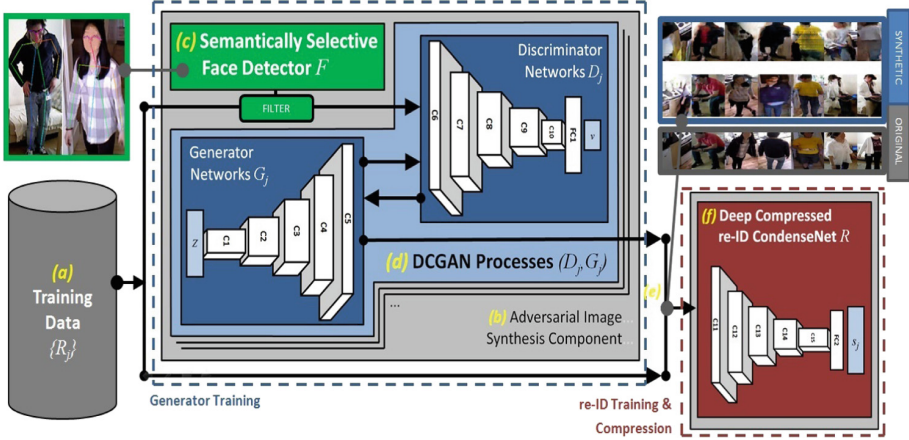 (c) Semantically Selective
Face Detector F
FILTER
Discriminator
Networks Dj
C6
C7
C8
C9
C10
FC1
v
Generator
Networks Gj
Z
C1
C2
C3
C4
C5
(d) DCGAN Processes (Dj, Gj)
...
(b) Adversarial Image ...
Synthesis Component ...
(a)
Training
Data
{Rj}
Generator Training
SYNTHETIC
ORIGINAL
(e)
(f) Deep Compressed
re-ID CondenseNet R
C11
C12
C13
C14
C15
FC2
sj
re-ID Training &
Compression